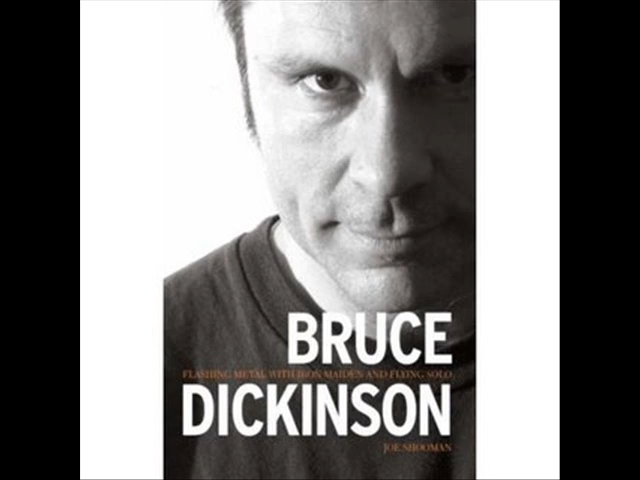 BRUCE
FLASHING METAL WITH IRON MAIDEN AND FLYING SOLO
DICKINSON
JOE SHOOMAN